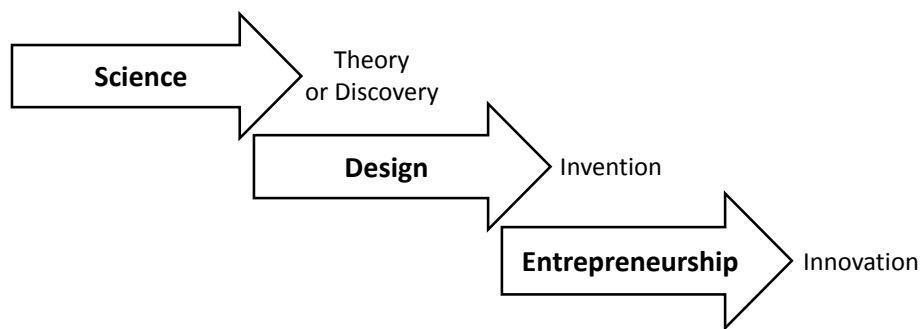 Science
Theory
or Discovery
Design
Invention
Entrepreneurship
Innovation